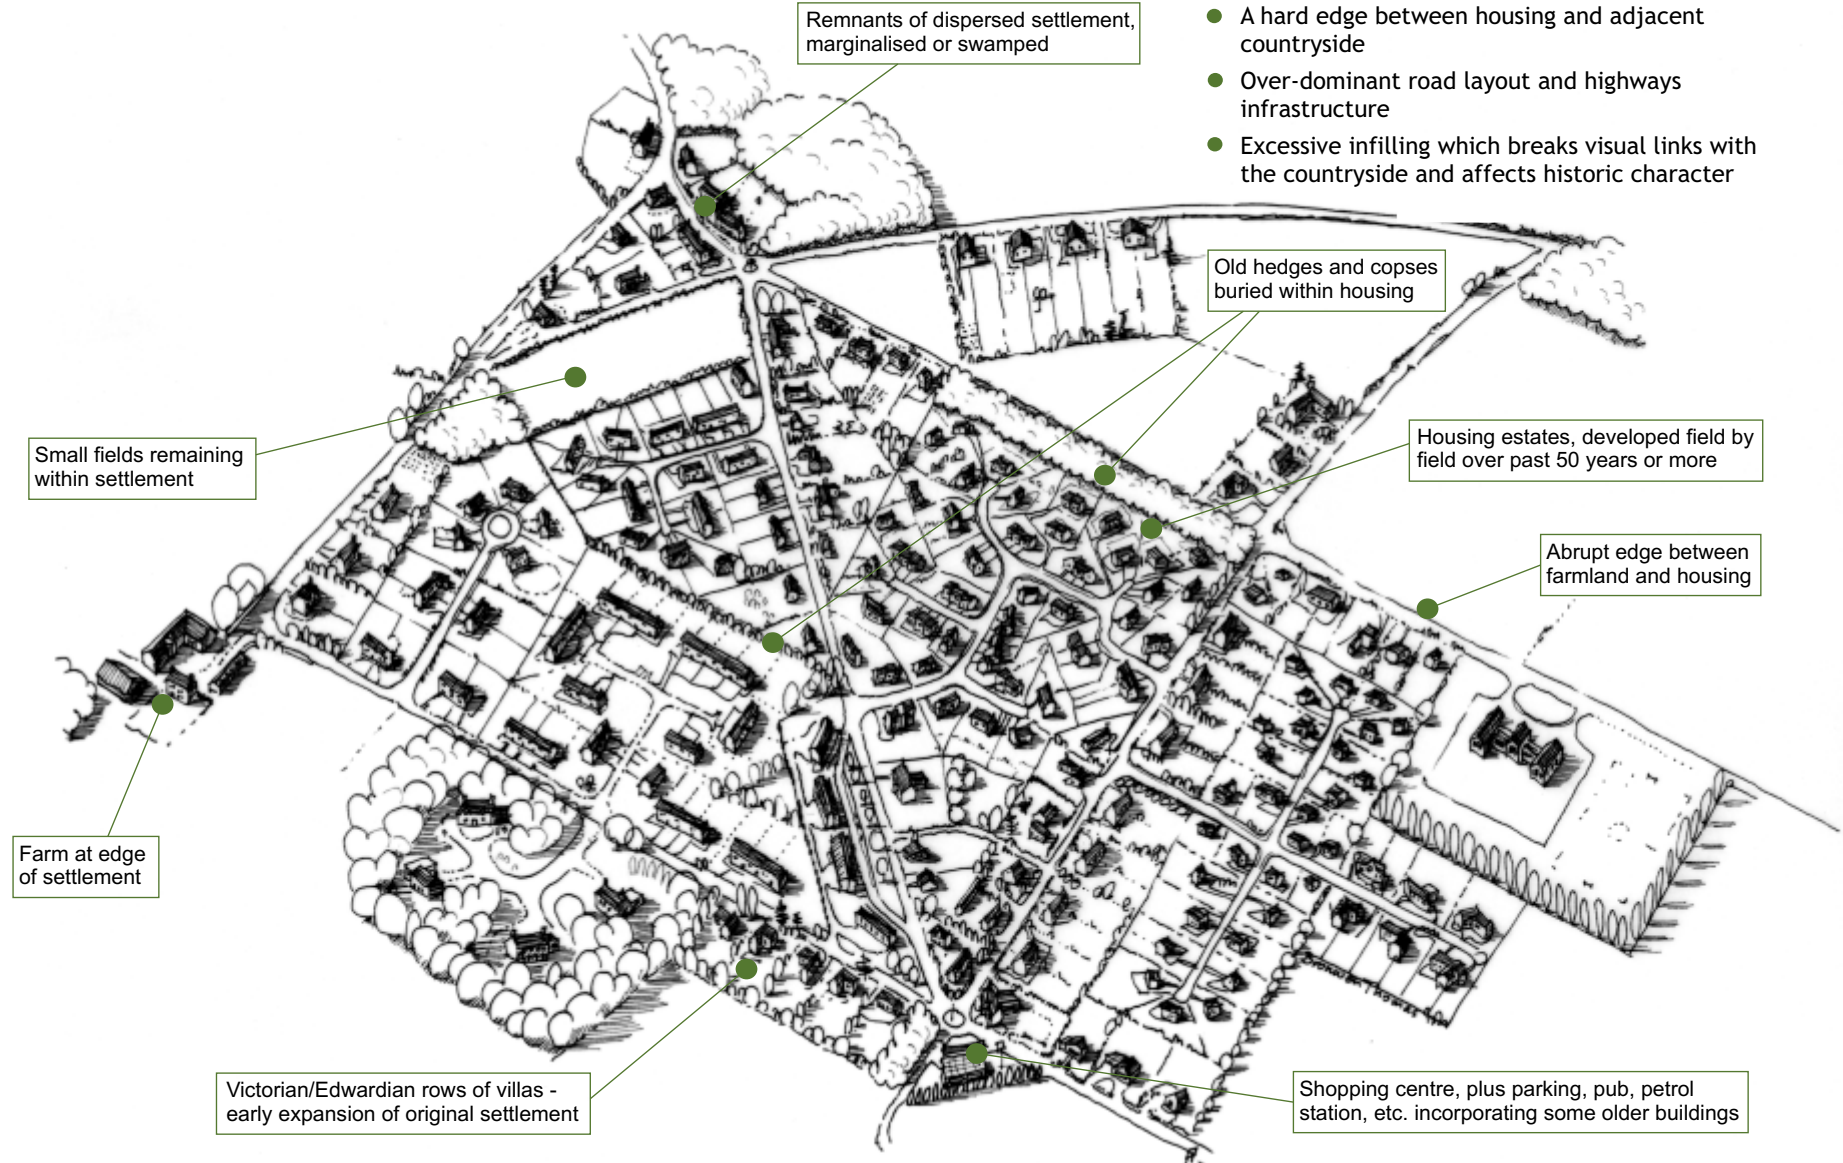 Remnants of dispersed settlement,
marginalised or swamped
● A hard edge between housing and adjacent
countryside
● Over-dominant road layout and highways
infrastructure
● Excessive infilling which breaks visual links with
the countryside and affects historic character
Old hedges and copses
buried within housing
Small fields remaining
within settlement
Housing estates, developed field by
field over past 50 years or more
Abrupt edge between
farmland and housing
Farm at edge
of settlement
Victorian/Edwardian rows of villas -
early expansion of original settlement
Shopping centre, plus parking, pub, petrol
station, etc. incorporating some older buildings